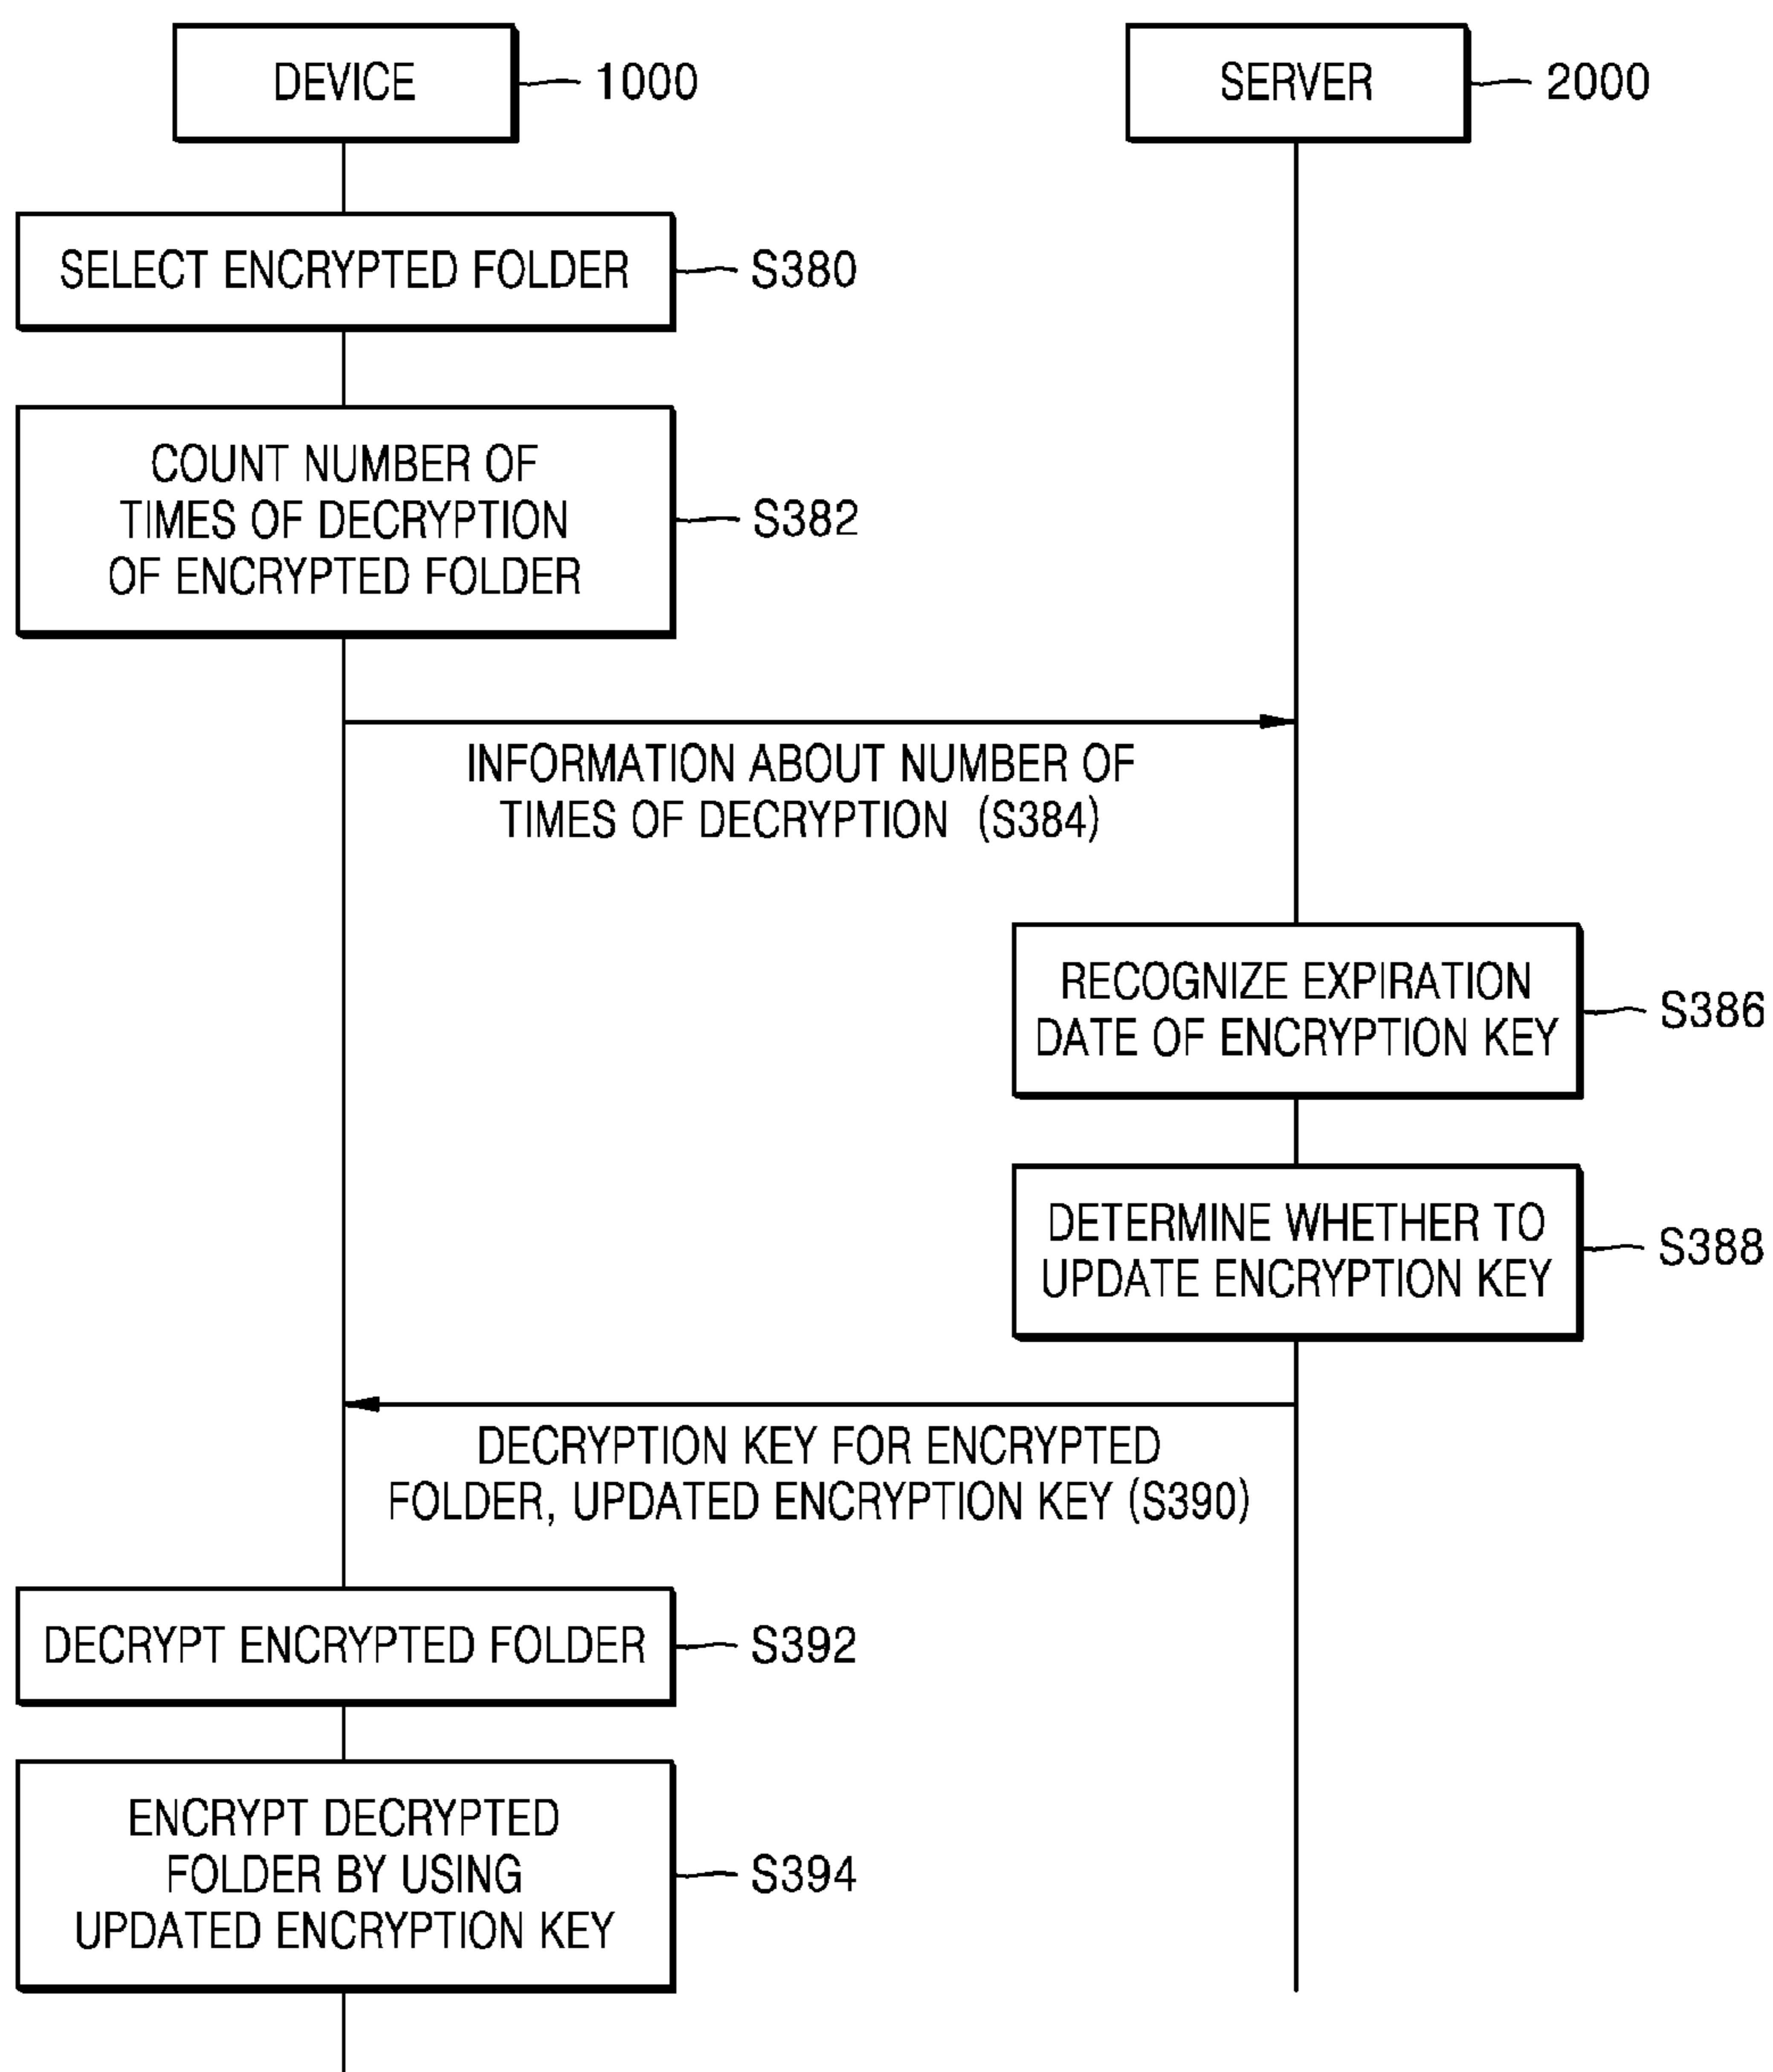 DEVICE
1000
SERVER
2000
SELECT ENCRYPTED FOLDER
S380
COUNT NUMBER OF
TIMES OF DECRYPTION
OF ENCRYPTED FOLDER
S382
INFORMATION ABOUT NUMBER OF
TIMES OF DECRYPTION (S384)
RECOGNIZE EXPIRATION
DATE OF ENCRYPTION KEY
S386
DETERMINE WHETHER TO
UPDATE ENCRYPTION KEY
S388
DECRYPTION KEY FOR ENCRYPTED
FOLDER, UPDATED ENCRYPTION KEY (S390)
DECRYPT ENCRYPTED FOLDER
S392
ENCRYPT DECRYPTED
FOLDER BY USING
UPDATED ENCRYPTION KEY
S394